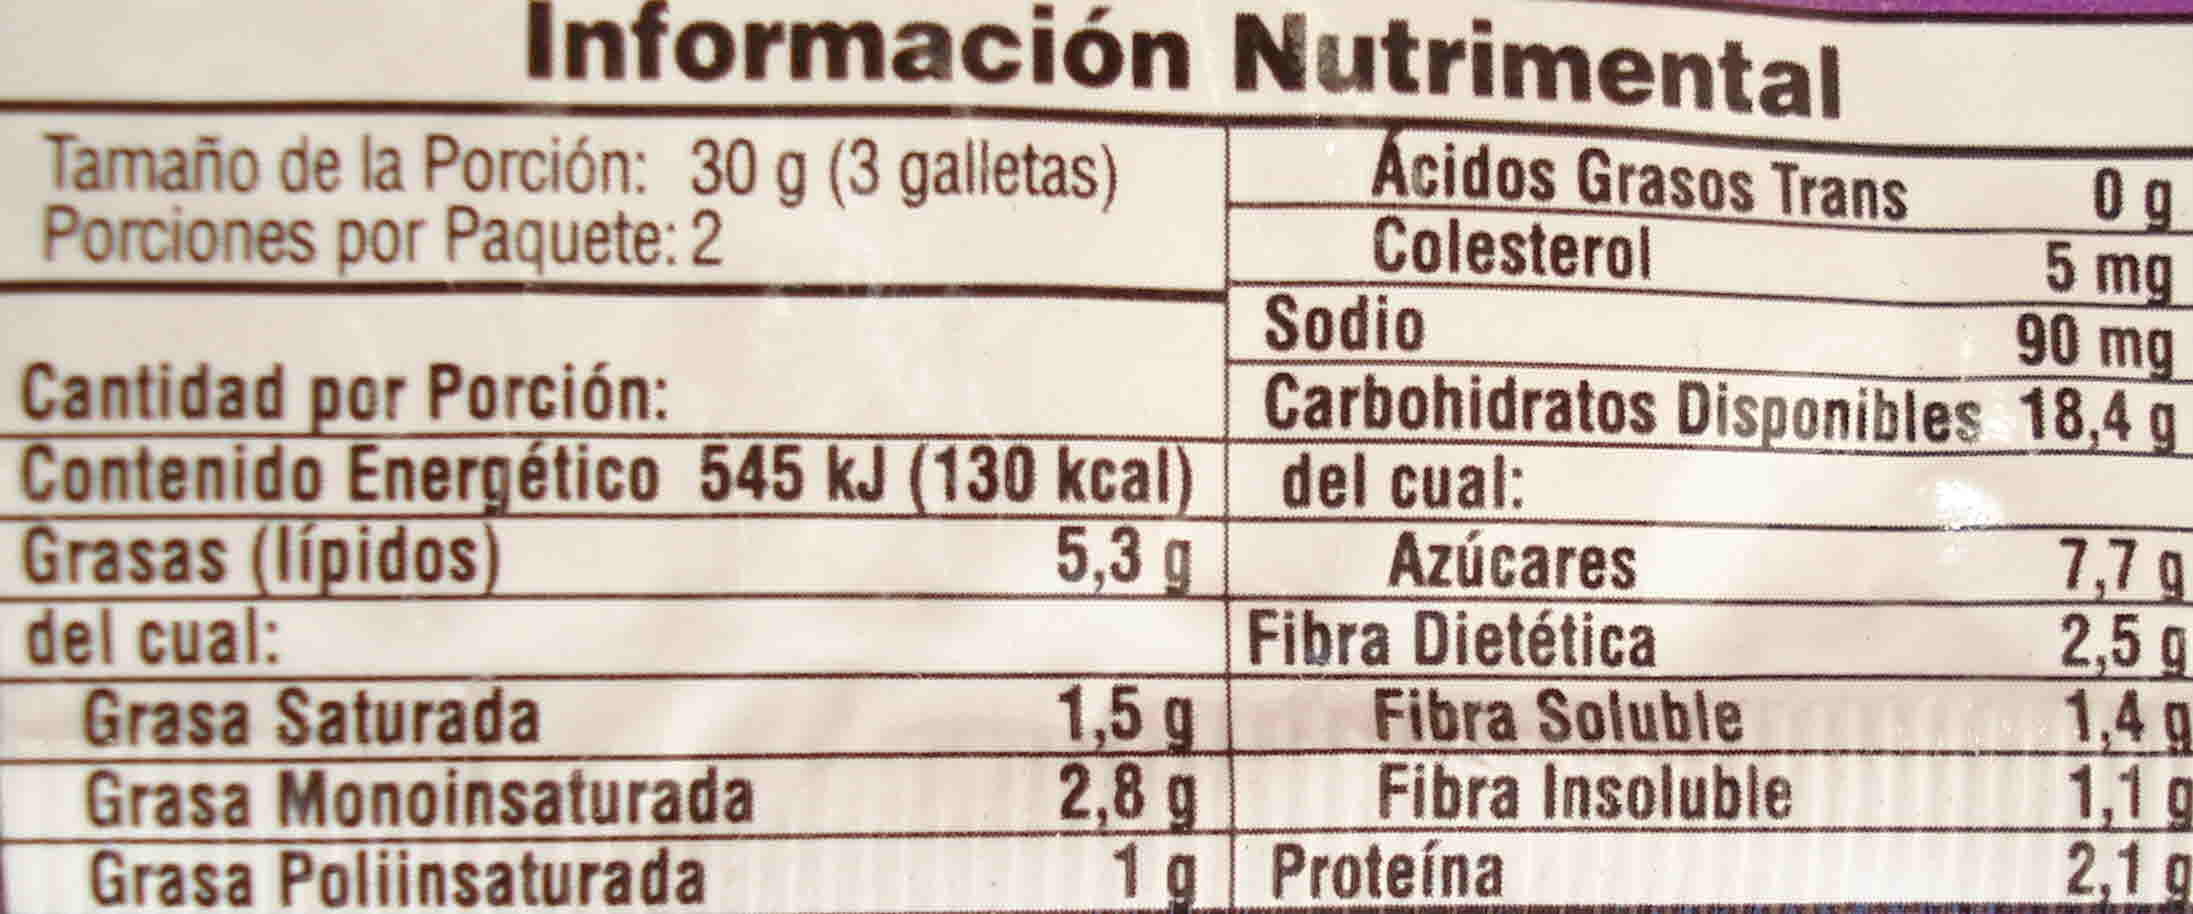 Información Nutrimental
Tamaño de la Porción: 30 g (3 galletas)
Porciones por Paquete: 2
Cantidad por Porción:
Contenido Energético 545 kJ (130 kcal)
Grasas (lípidos) 5,3 g
del cual:
Grasa Saturada 1,5 g
Grasa Monoinsaturada 2,8 g
Grasa Poliinsaturada 1 g
Ácidos Grasos Trans 0 g
Colesterol 5 mg
Sodio 90 mg
Carbohidratos Disponibles 18,4 g
del cual:
Azúcares 7,7 g
Fibra Dietética 2,5 g
Fibra Soluble 1,4 g
Fibra Insoluble 1,1 g
Proteína 2,1 g